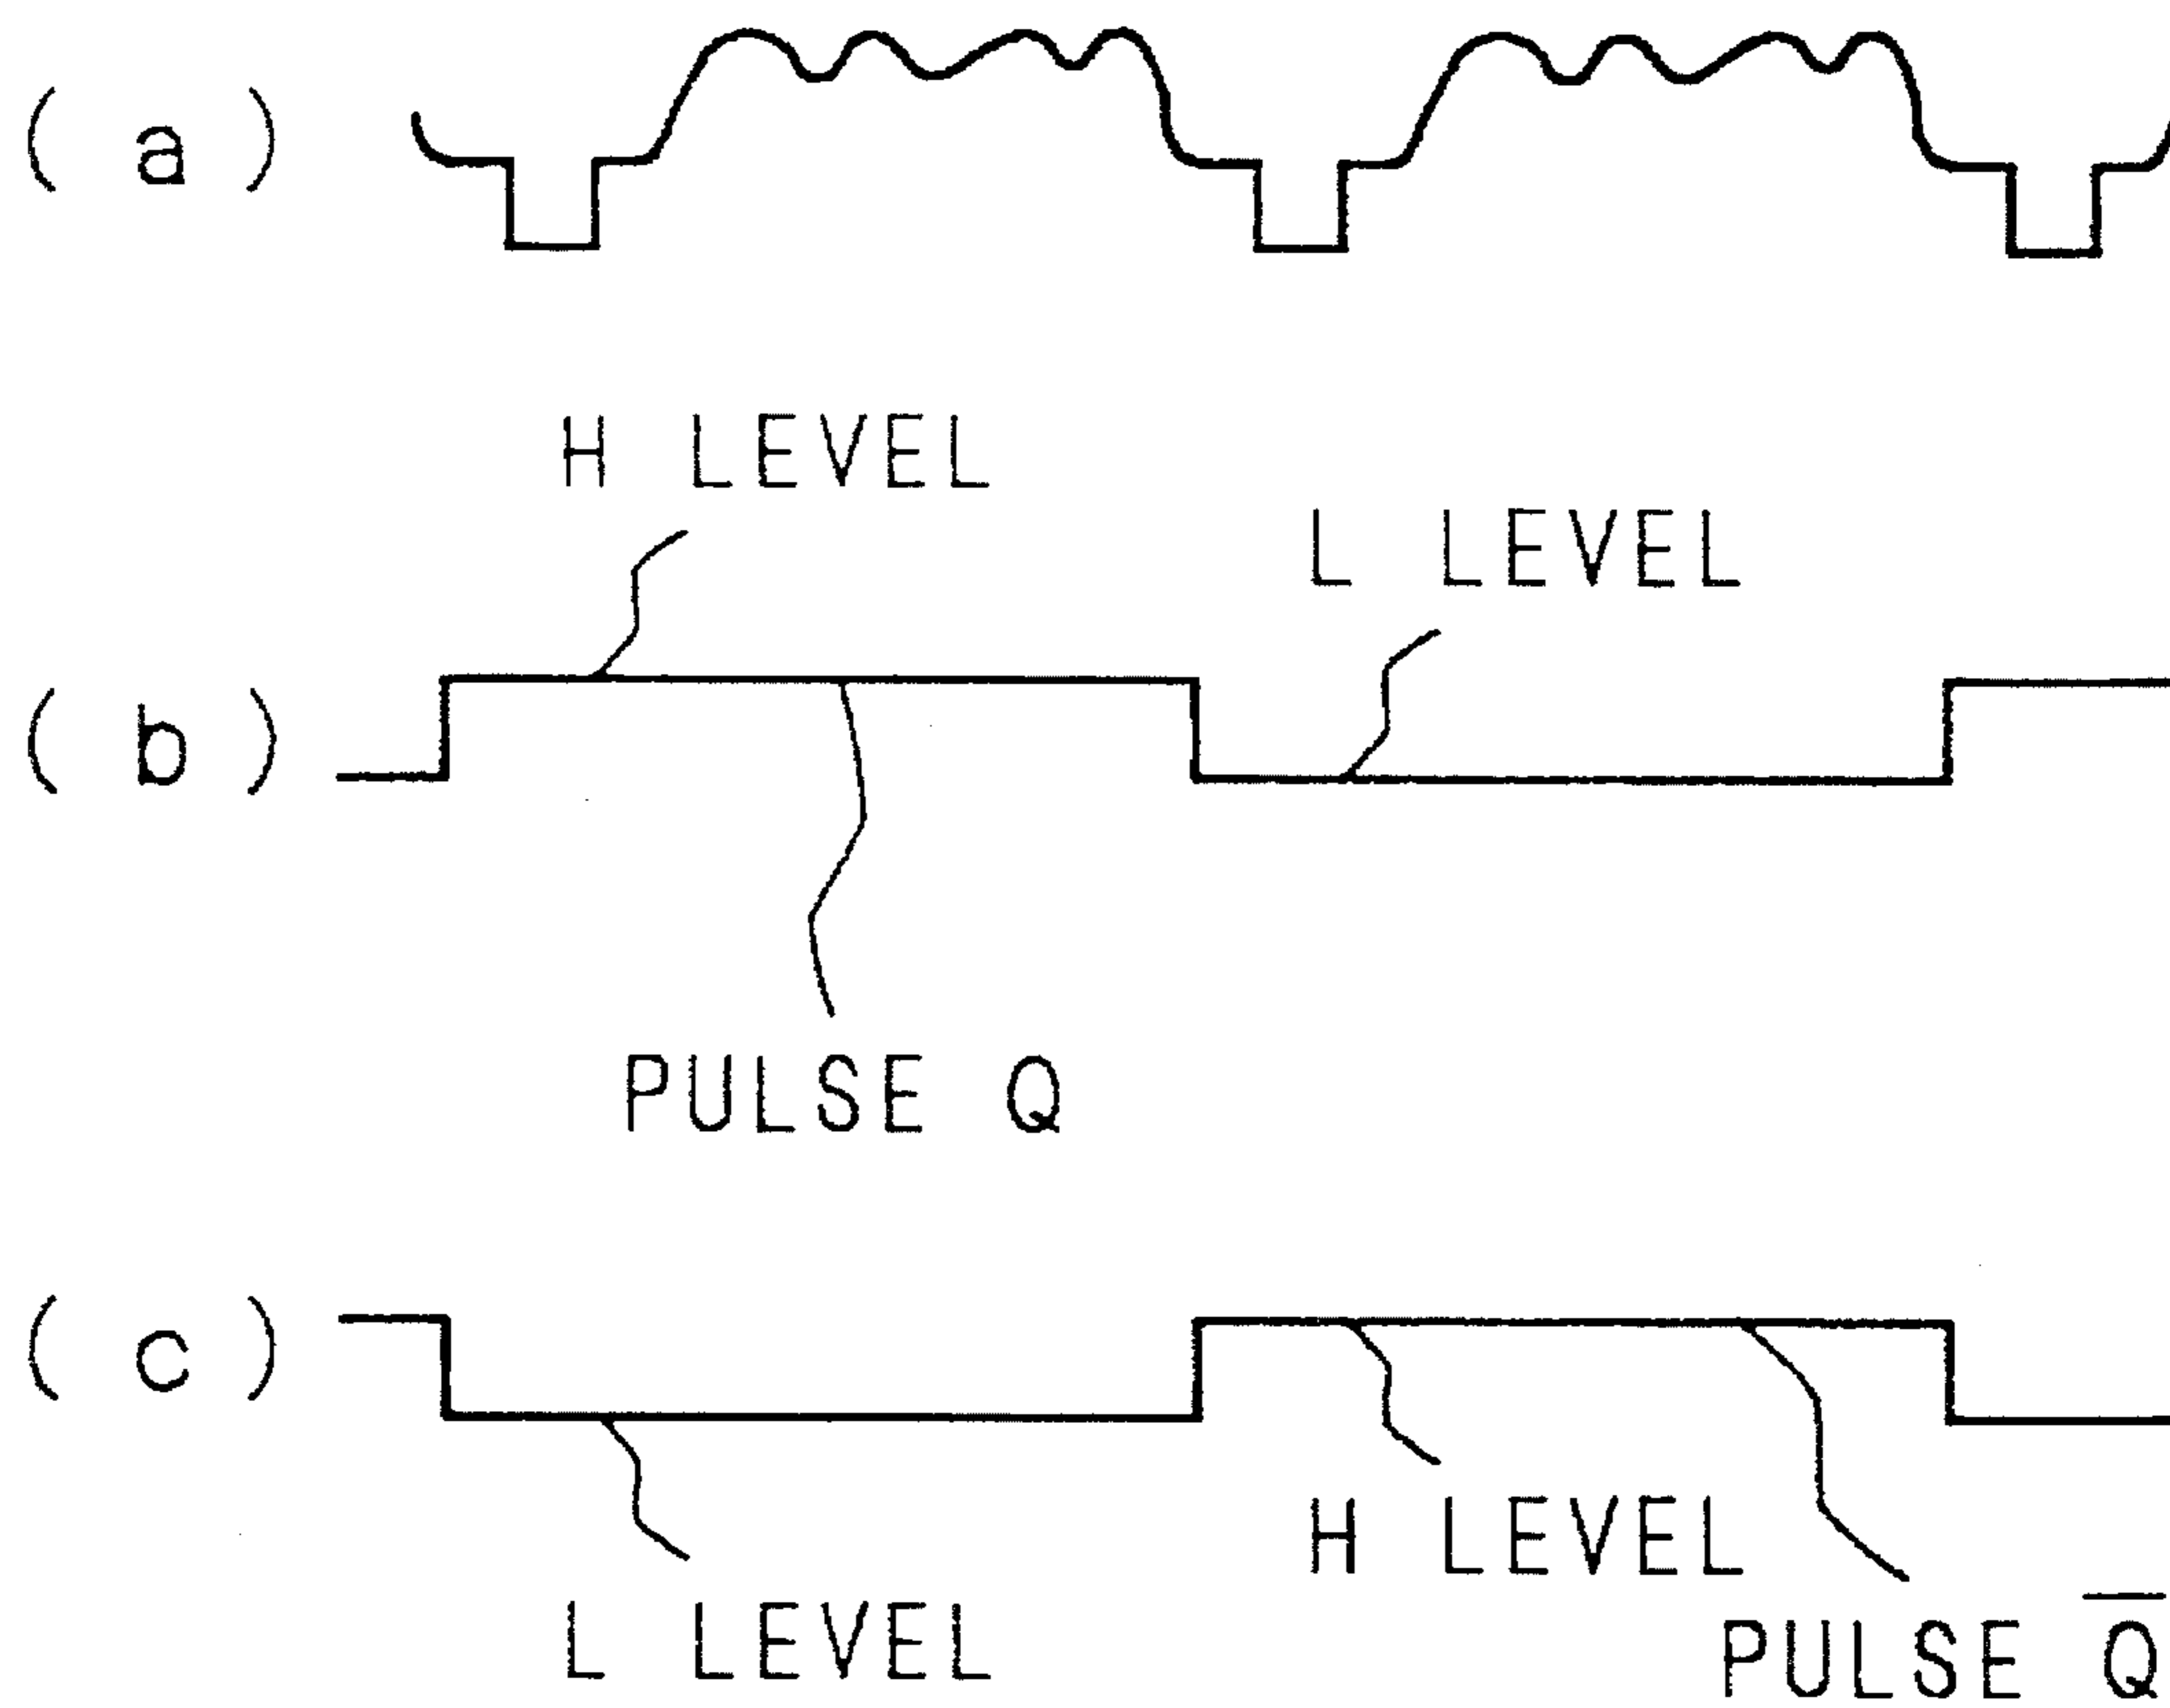 ( a )
H LEVEL
L LEVEL
( b )
PULSE Q
( c )
H LEVEL
L LEVEL
PULSE Q̅